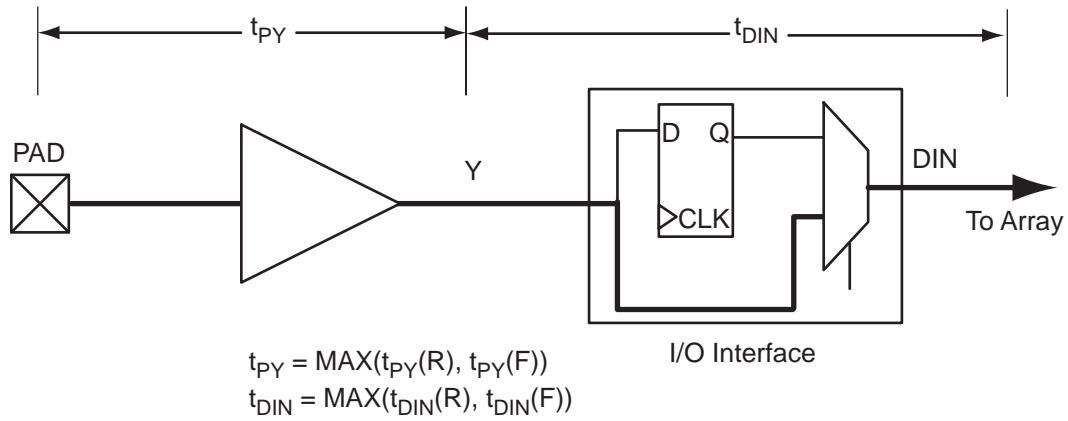 tPY
tDIN
PAD
Y
D Q
CLK
DIN
To Array
I/O Interface
tPY = MAX(tPY(R), tPY(F))
tDIN = MAX(tDIN(R), tDIN(F))